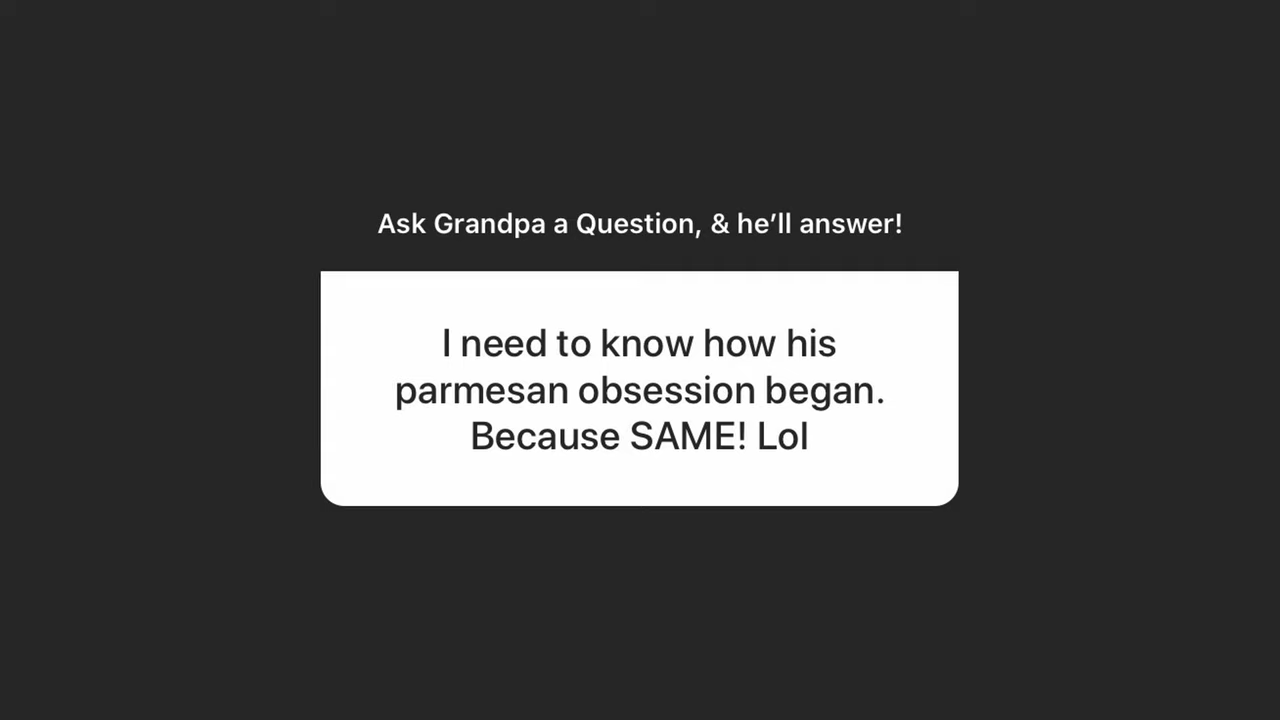 Ask Grandpa a Question, & he’ll answer!
I need to know how his
parmesan obsession began.
Because SAME! Lol